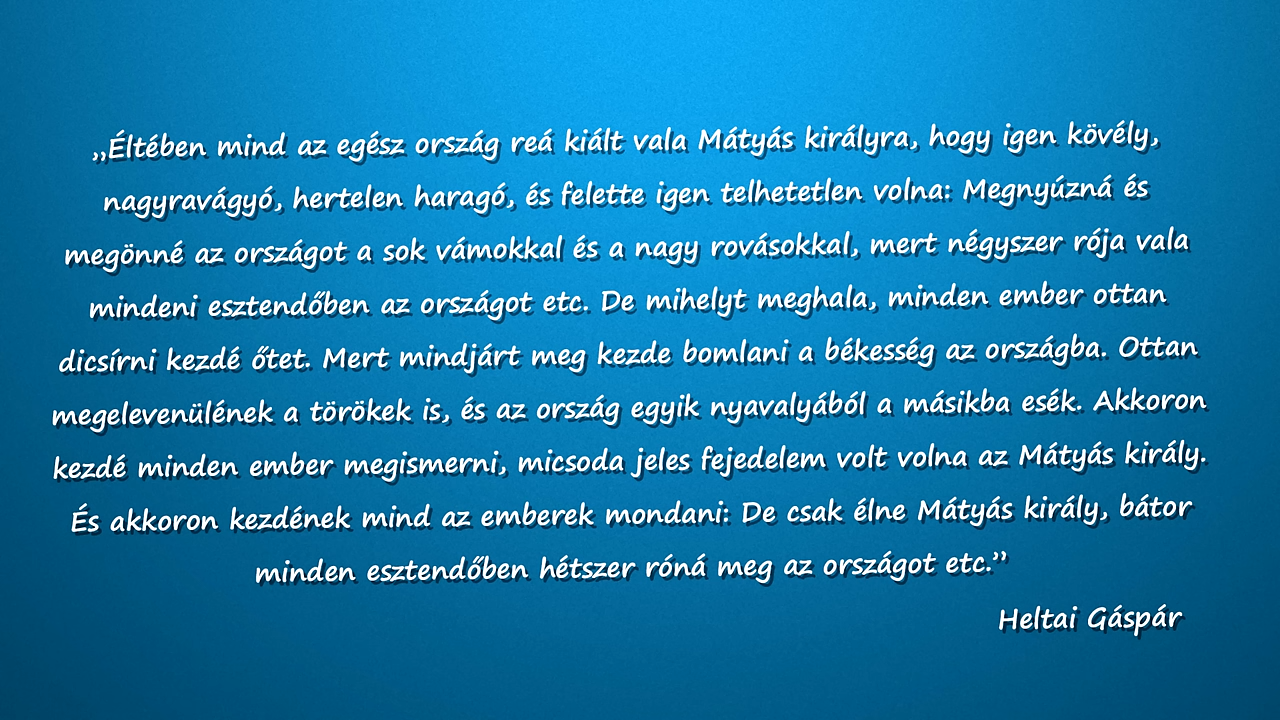 „Éltében mind az egész ország reá kiált vala Mátyás királyra, hogy igen kövély,
nagyravágyó, hertelen haragó, és felette igen telhetetlen volna: Megnyúzná és
megönné az országot a sok vámokkal és a nagy rovásokkal, mert négyszer rója vala
mindeni esztendőben az országot etc. De mihelyt meghala, minden ember ottan
dicsírni kezdé őtet. Mert mindjárt meg kezde bomlani a békesség az országba. Ottan
megelevenülének a törökek is, és az ország egyik nyavalyából a másikba esék. Akkoron
kezdé minden ember megismerni, micsoda jeles fejedelem volt volna az Mátyás király.
És akkoron kezdének mind az emberek mondani: De csak élne Mátyás király, bátor
minden esztendőben hétszer róná meg az országot etc.”
Heltai Gáspár